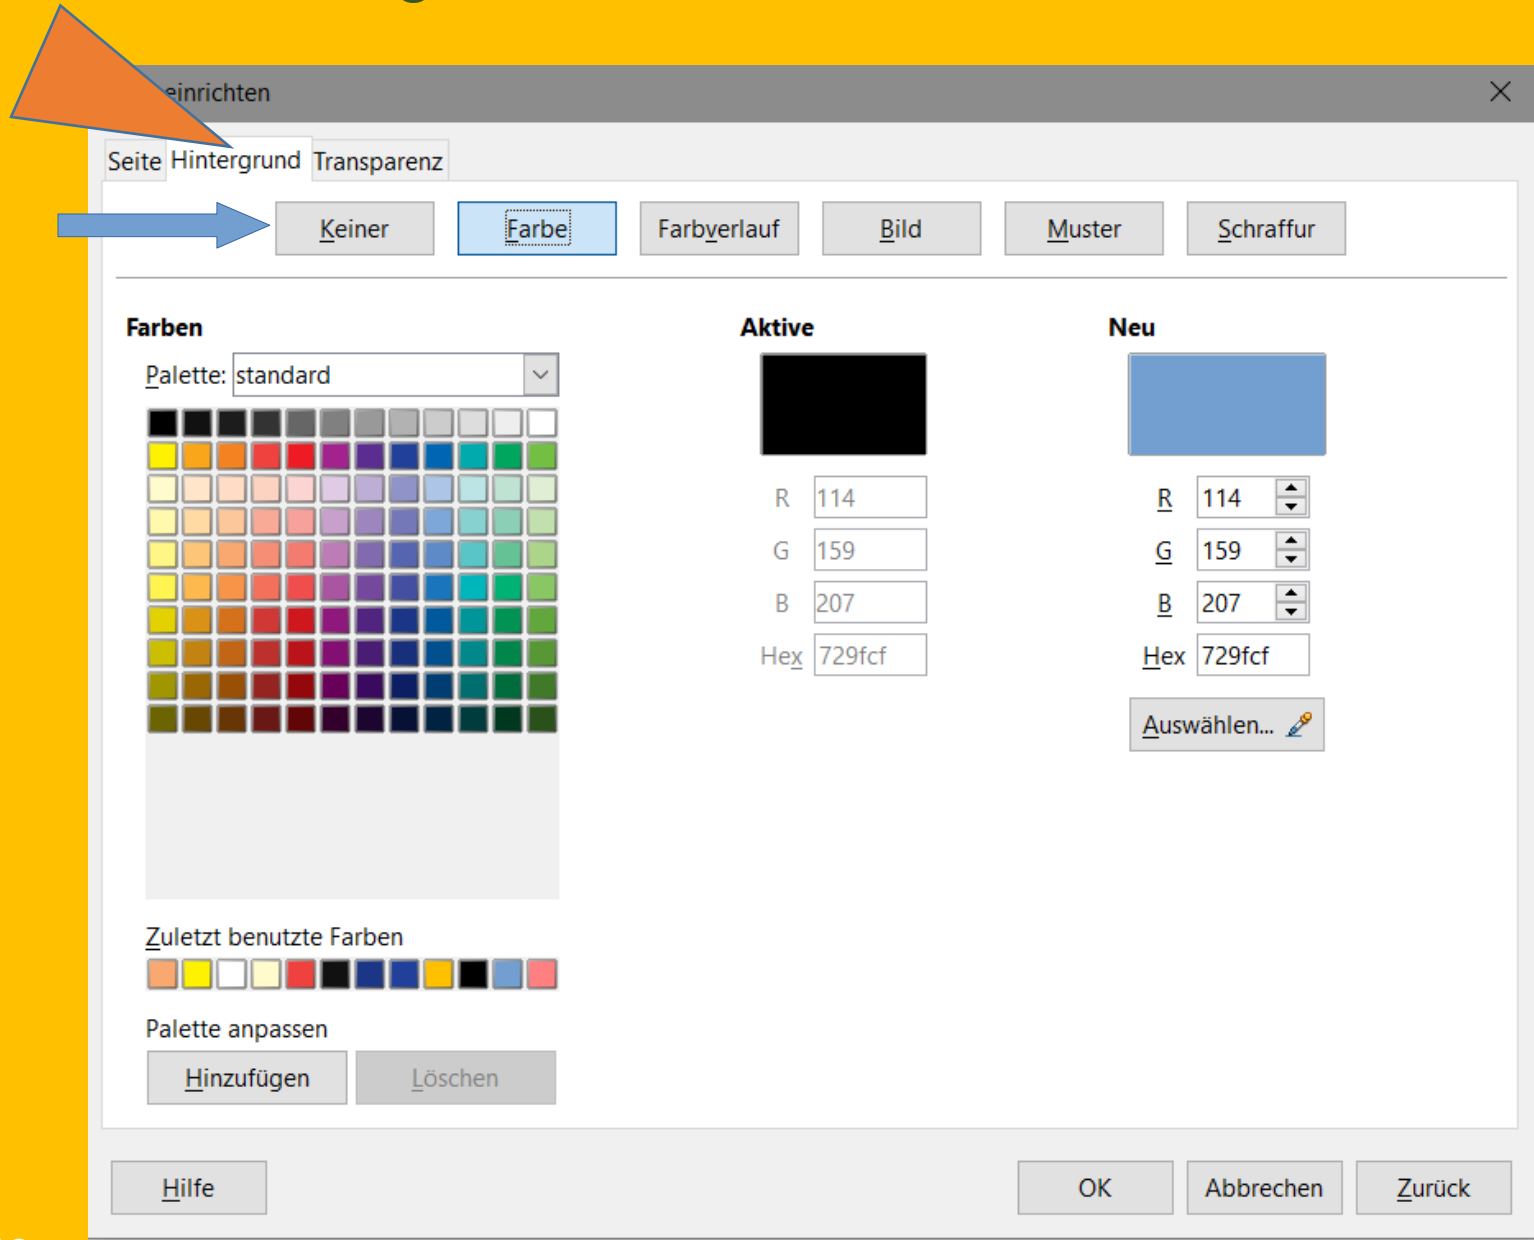 einrichten
Seite Hintergrund Transparenz
Keiner Farbe Farbverlauf Bild Muster Schraffur
Farben Aktive Neu
Palette: standard
R 114 R 114
G 159 G 159
B 207 B 207
Hex 729fcf Hex 729fcf
Auswählen...
Zuletzt benutzte Farben
Palette anpassen
Hinzufügen Löschen
Hilfe OK Abbrechen Zurück